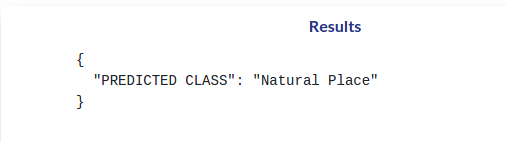 Results
{
"PREDICTED CLASS": "Natural Place"
}